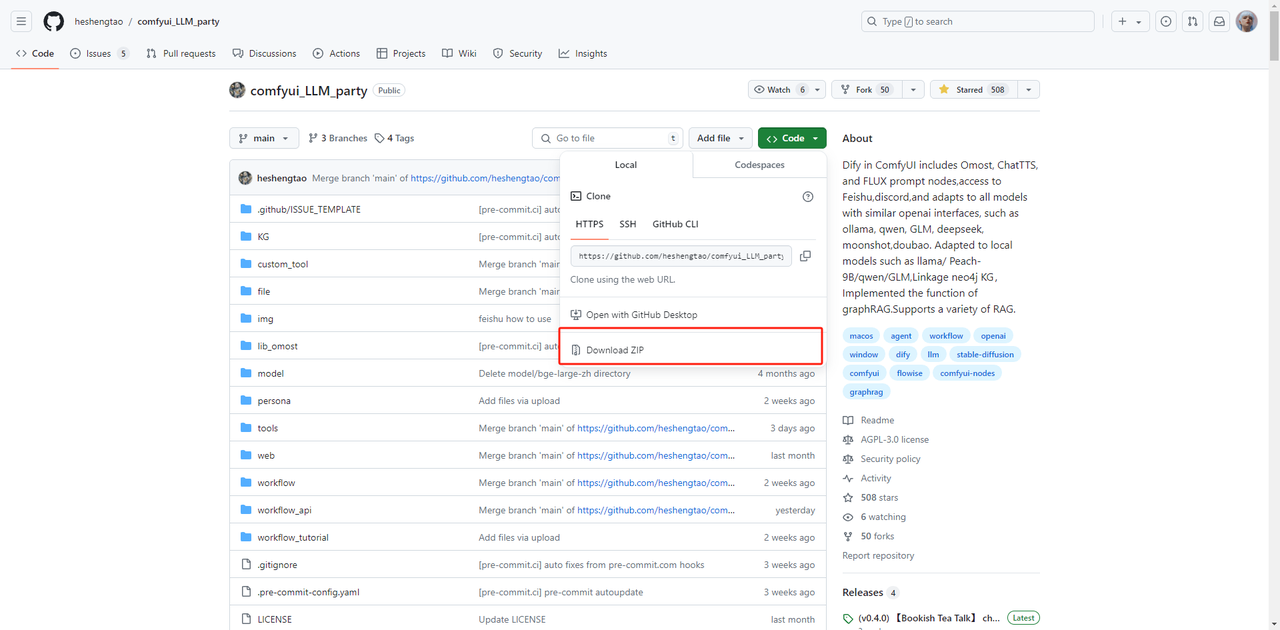 heshengtao / comfyui_LLM_party
Type / to search
Code Issues 5 Pull requests Discussions Actions Projects Wiki Security Insights
comfyui_LLM_party Public
Watch 6 Fork 50 Starred 508
main 3 Branches 4 Tags Go to file t Add file Code
Local Codespaces
Clone
HTTPS SSH GitHub CLI
https://github.com/heshengtao/comfyui_LLM_party
Clone using the web URL.
Open with GitHub Desktop
Download ZIP
heshengtao Merge branch 'main' of https://github.com/heshengtao/com
.github/ISSUE_TEMPLATE [pre-commit.ci] auto
KG [pre-commit.ci] auto
custom_tool Merge branch 'main
file Merge branch 'main
img feishu how to use
lib_omost [pre-commit.ci] auto
model Delete model/bge-large-zh directory 4 months ago
persona Add files via upload 2 weeks ago
tools Merge branch 'main' of https://github.com/heshengtao/com... 3 days ago
web Merge branch 'main' of https://github.com/heshengtao/com... last month
workflow Merge branch 'main' of https://github.com/heshengtao/com... 2 weeks ago
workflow_api Merge branch 'main' of https://github.com/heshengtao/com... yesterday
workflow_tutorial Add files via upload 2 weeks ago
.gitignore [pre-commit.ci] auto fixes from pre-commit.com hooks 3 weeks ago
.pre-commit-config.yaml [pre-commit.ci] pre-commit autoupdate 3 weeks ago
LICENSE Update LICENSE last month
About
Dify in ComfyUI includes Omost, ChatTTS,
and FLUX prompt nodes,access to
Feishu,discord,and adapts to all models
with similar openai interfaces, such as
ollama, qwen, GLM, deepseek,
moonshot,doubao. Adapted to local
models such as llama/ Peach-
9B/qwen/GLM,Linkage neo4j KG,
Implemented the function of
graphRAG.Supports a variety of RAG.
macos agent workflow openai
window dify llm stable-diffusion
comfyui flowise comfyui-nodes
graphrag
Readme
AGPL-3.0 license
Security policy
Activity
508 stars
6 watching
50 forks
Report repository
Releases 4
(v0.4.0) 【Bookish Tea Talk】 ch... Latest